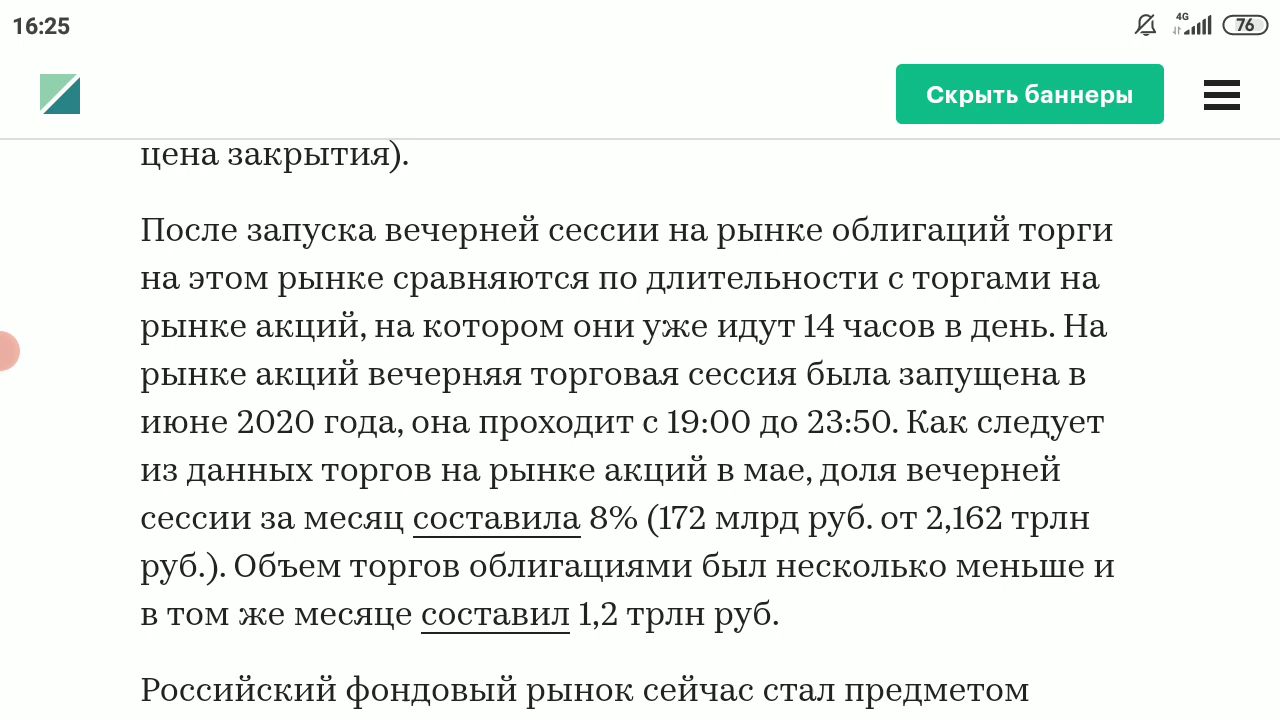 16:25
4G
76
Скрыть баннеры
цена закрытия).
После запуска вечерней сессии на рынке облигаций торги
на этом рынке сравняются по длительности с торгами на
рынке акций, на котором они уже идут 14 часов в день. На
рынке акций вечерняя торговая сессия была запущена в
июне 2020 года, она проходит с 19:00 до 23:50. Как следует
из данных торгов на рынке акций в мае, доля вечерней
сессии за месяц составила 8% (172 млрд руб. от 2,162 трлн
руб.). Объем торгов облигациями был несколько меньше и
в том же месяце составил 1,2 трлн руб.
Российский фондовый рынок сейчас стал предметом